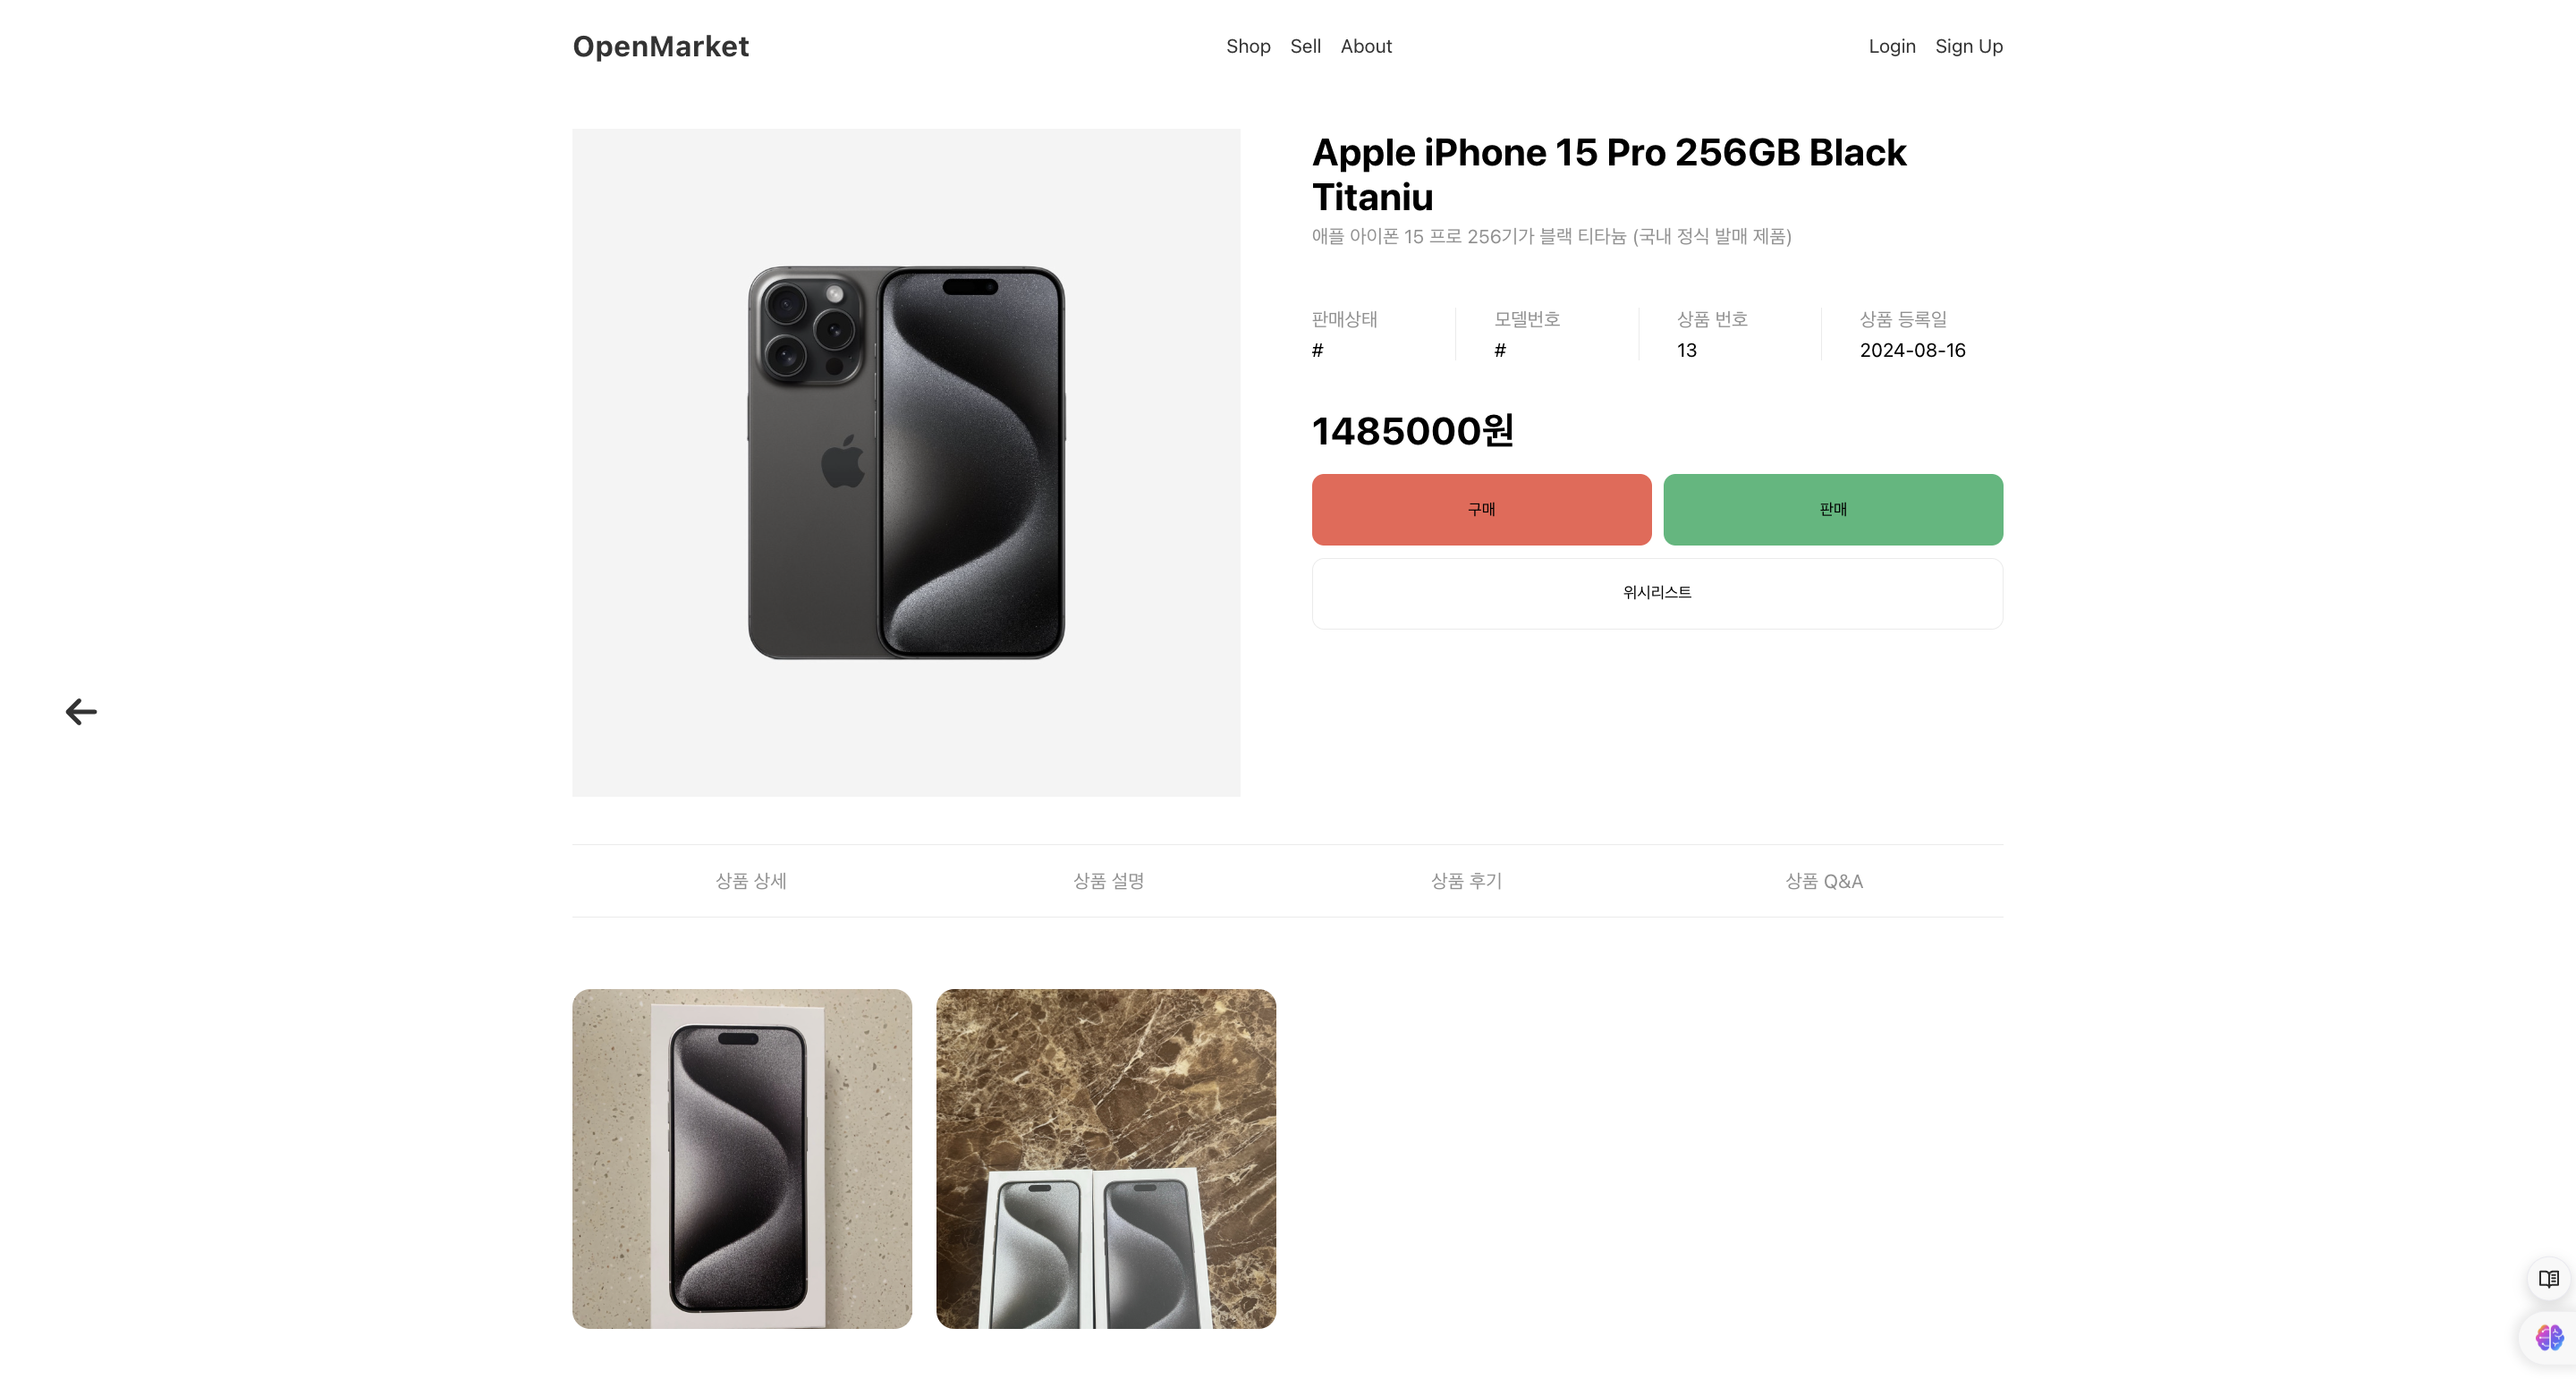 OpenMarket
Shop Sell About
Login Sign Up
Apple iPhone 15 Pro 256GB Black
Titaniu
애플 아이폰 15 프로 256기가 블랙 티타늄 (국내 정식 발매 제품)
판매상태 모델번호 상품 번호 상품 등록일
# # 13 2024-08-16
1485000원
구매 판매
위시리스트
상품 상세 상품 설명 상품 후기 상품 Q&A